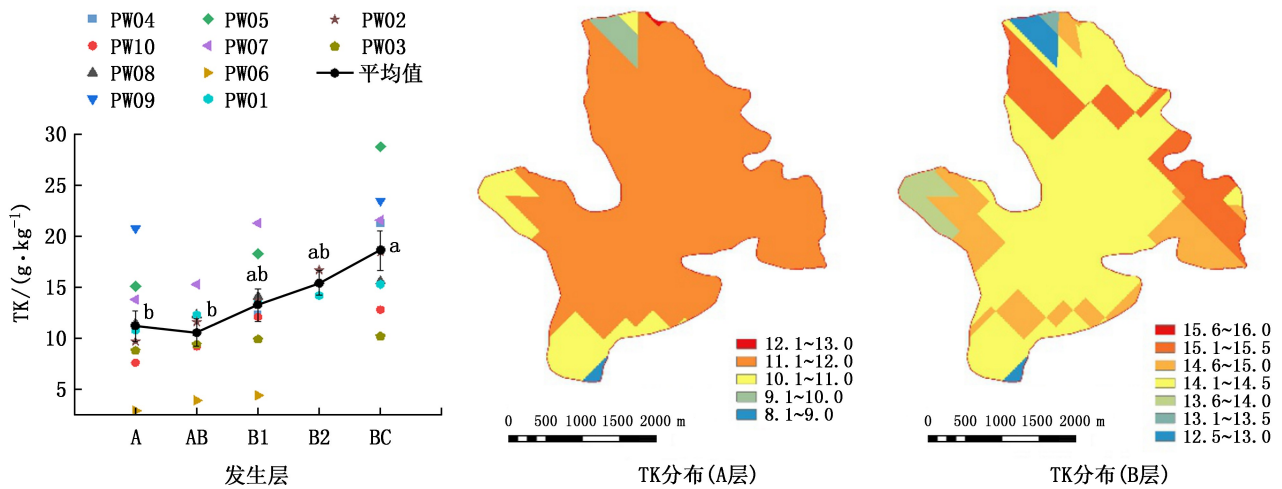 PW04 PW05 PW02
PW10 PW07 PW03
PW08 PW06 平均值
PW09 PW01
30
25
20
15
10
5
TK/(g·kg⁻¹)
b b ab ab a
A AB B1 B2 BC
发生层
12.1~13.0
11.1~12.0
10.1~11.0
9.1~10.0
8.1~9.0
0 500 1000 1500 2000 m
TK分布(A层)
15.6~16.0
15.1~15.5
14.6~15.0
14.1~14.5
13.6~14.0
13.1~13.5
12.5~13.0
0 500 1000 1500 2000 m
TK分布(B层)